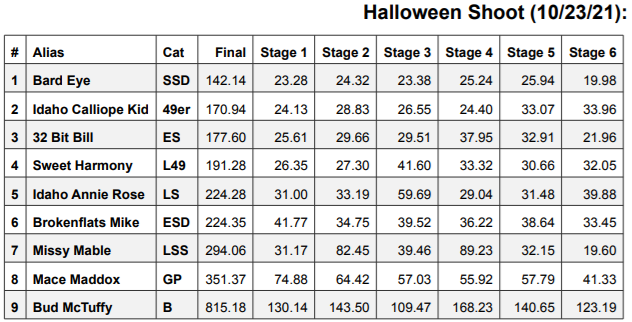 Halloween Shoot (10/23/21):
# Alias Cat Final Stage 1 Stage 2 Stage 3 Stage 4 Stage 5 Stage 6
1 Bard Eye SSD 142.14 23.28 24.32 23.38 25.24 25.94 19.98
2 Idaho Calliope Kid 49er 170.94 24.13 28.83 26.55 24.40 33.07 33.96
3 32 Bit Bill ES 177.60 25.61 29.66 29.51 37.95 32.91 21.96
4 Sweet Harmony L49 191.28 26.35 27.30 41.60 33.32 30.66 32.05
5 Idaho Annie Rose LS 224.28 31.00 33.19 59.69 29.04 31.48 39.88
6 Brokenflats Mike ESD 224.35 41.77 34.75 39.52 36.22 38.64 33.45
7 Missy Mable LSS 294.06 31.17 82.45 39.46 89.23 32.15 19.60
8 Mace Maddox GP 351.37 74.88 64.42 57.03 55.92 57.79 41.33
9 Bud McTuffy B 815.18 130.14 143.50 109.47 168.23 140.65 123.19